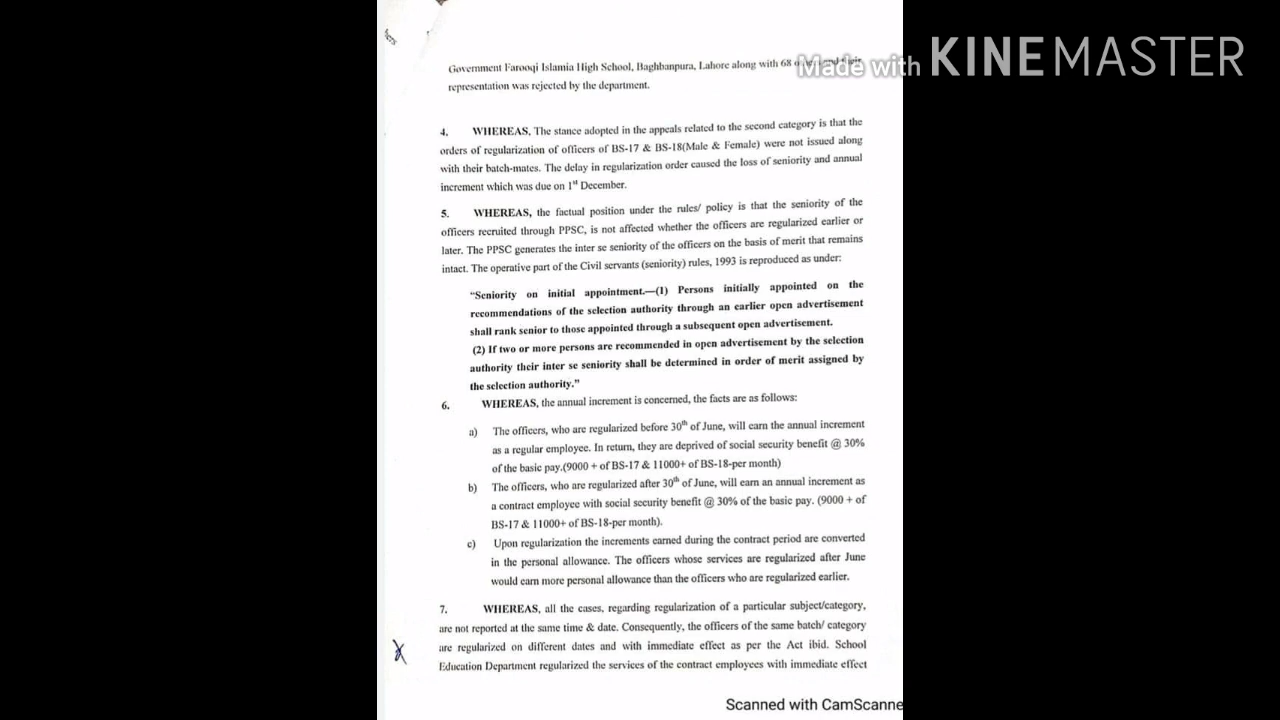 Made with KINEMASTER
Government Farooqi Islamia High School, Baghbanpura, Lahore along with 68 their
representation was rejected by the department.
4. WHEREAS, The stance adopted in the appeals related to the second category is that the
orders of regularization of officers of BS-17 & BS-18(Male & Female) were not issued along
with their batch-mates. The delay in regularization order caused the loss of seniority and annual
increment which was due on 1st December.
5. WHEREAS, the factual position under the rules/ policy is that the seniority of the
officers recruited through PPSC, is not affected whether the officers are regularized earlier or
later. The PPSC generates the inter se seniority of the officers on the basis of merit that remains
intact. The operative part of the Civil servants (seniority) rules, 1993 is reproduced as under:
“Seniority on initial appointment.—(1) Persons initially appointed on the
recommendations of the selection authority through an earlier open advertisement
shall rank senior to those appointed through a subsequent open advertisement.
(2) If two or more persons are recommended in open advertisement by the selection
authority their inter se seniority shall be determined in order of merit assigned by
the selection authority.”
6. WHEREAS, the annual increment is concerned, the facts are as follows:
a) The officers, who are regularized before 30th of June, will earn the annual increment
as a regular employee. In return, they are deprived of social security benefit @ 30%
of the basic pay.(9000 + of BS-17 & 11000+ of BS-18-per month)
b) The officers, who are regularized after 30th of June, will earn an annual increment as
a contract employee with social security benefit @ 30% of the basic pay. (9000 + of
BS-17 & 11000+ of BS-18-per month).
c) Upon regularization the increments earned during the contract period are converted
in the personal allowance. The officers whose services are regularized after June
would earn more personal allowance than the officers who are regularized earlier.
7. WHEREAS, all the cases, regarding regularization of a particular subject/category,
are not reported at the same time & date. Consequently, the officers of the same batch/ category
are regularized on different dates and with immediate effect as per the Act ibid. School
Education Department regularized the services of the contract employees with immediate effect
Scanned with CamScanne